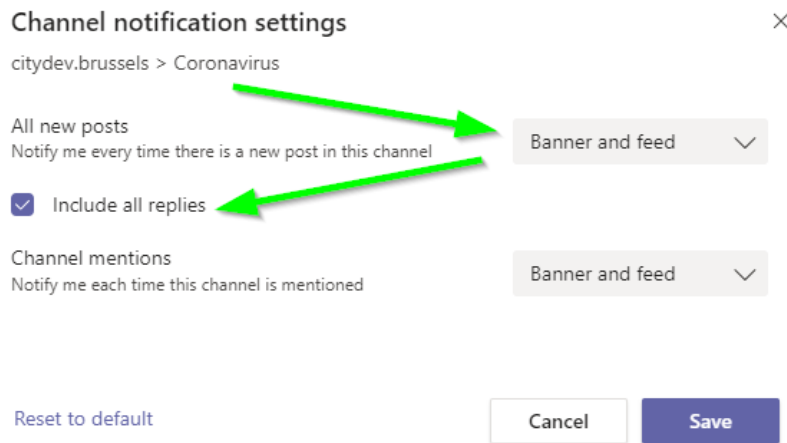 Channel notification settings
citydev.brussels > Coronavirus
All new posts
Notify me every time there is a new post in this channel
Banner and feed
Include all replies
Channel mentions
Notify me each time this channel is mentioned
Banner and feed
Reset to default
Cancel
Save